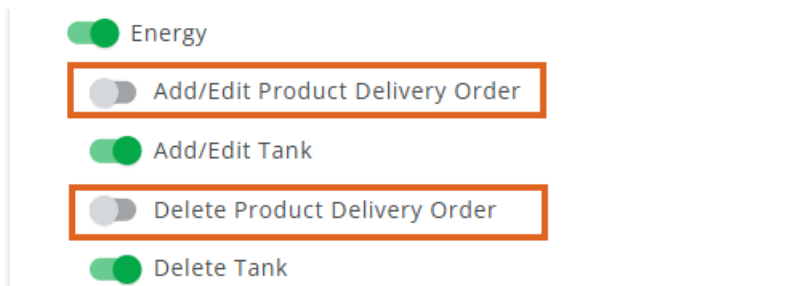 Energy
Add/Edit Product Delivery Order
Add/Edit Tank
Delete Product Delivery Order
Delete Tank